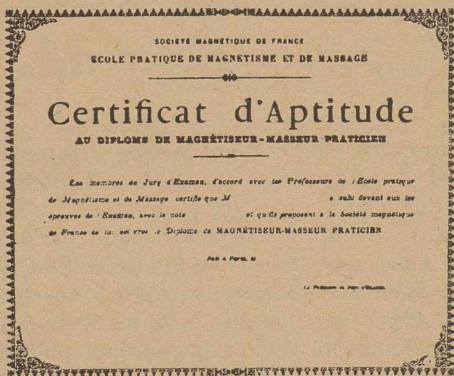 SOCIÉTÉ MAGNÉTIQUE DE FRANCE
ECOLE PRATIQUE DE MAGNÉTISME ET DE MASSAGE
Certificat d'Aptitude
AU DIPLOME DE MAGNÉTISEUR-MASSEUR-PRATICIEN
Les membres du Jury d'Examen, d'accord avec les Professeurs de l'Ecole pratique
de Magnétisme et de Massage certifie que M a subi devant eux les
épreuves de l'Examen, avec la note et qu'ils proposent à la Société magnétique
de France de lui délivrer le Diplome de MAGNÉTISEUR-MASSEUR PRATICIEN
Fait à Paris, le
Le Président du Jury d'Examen.